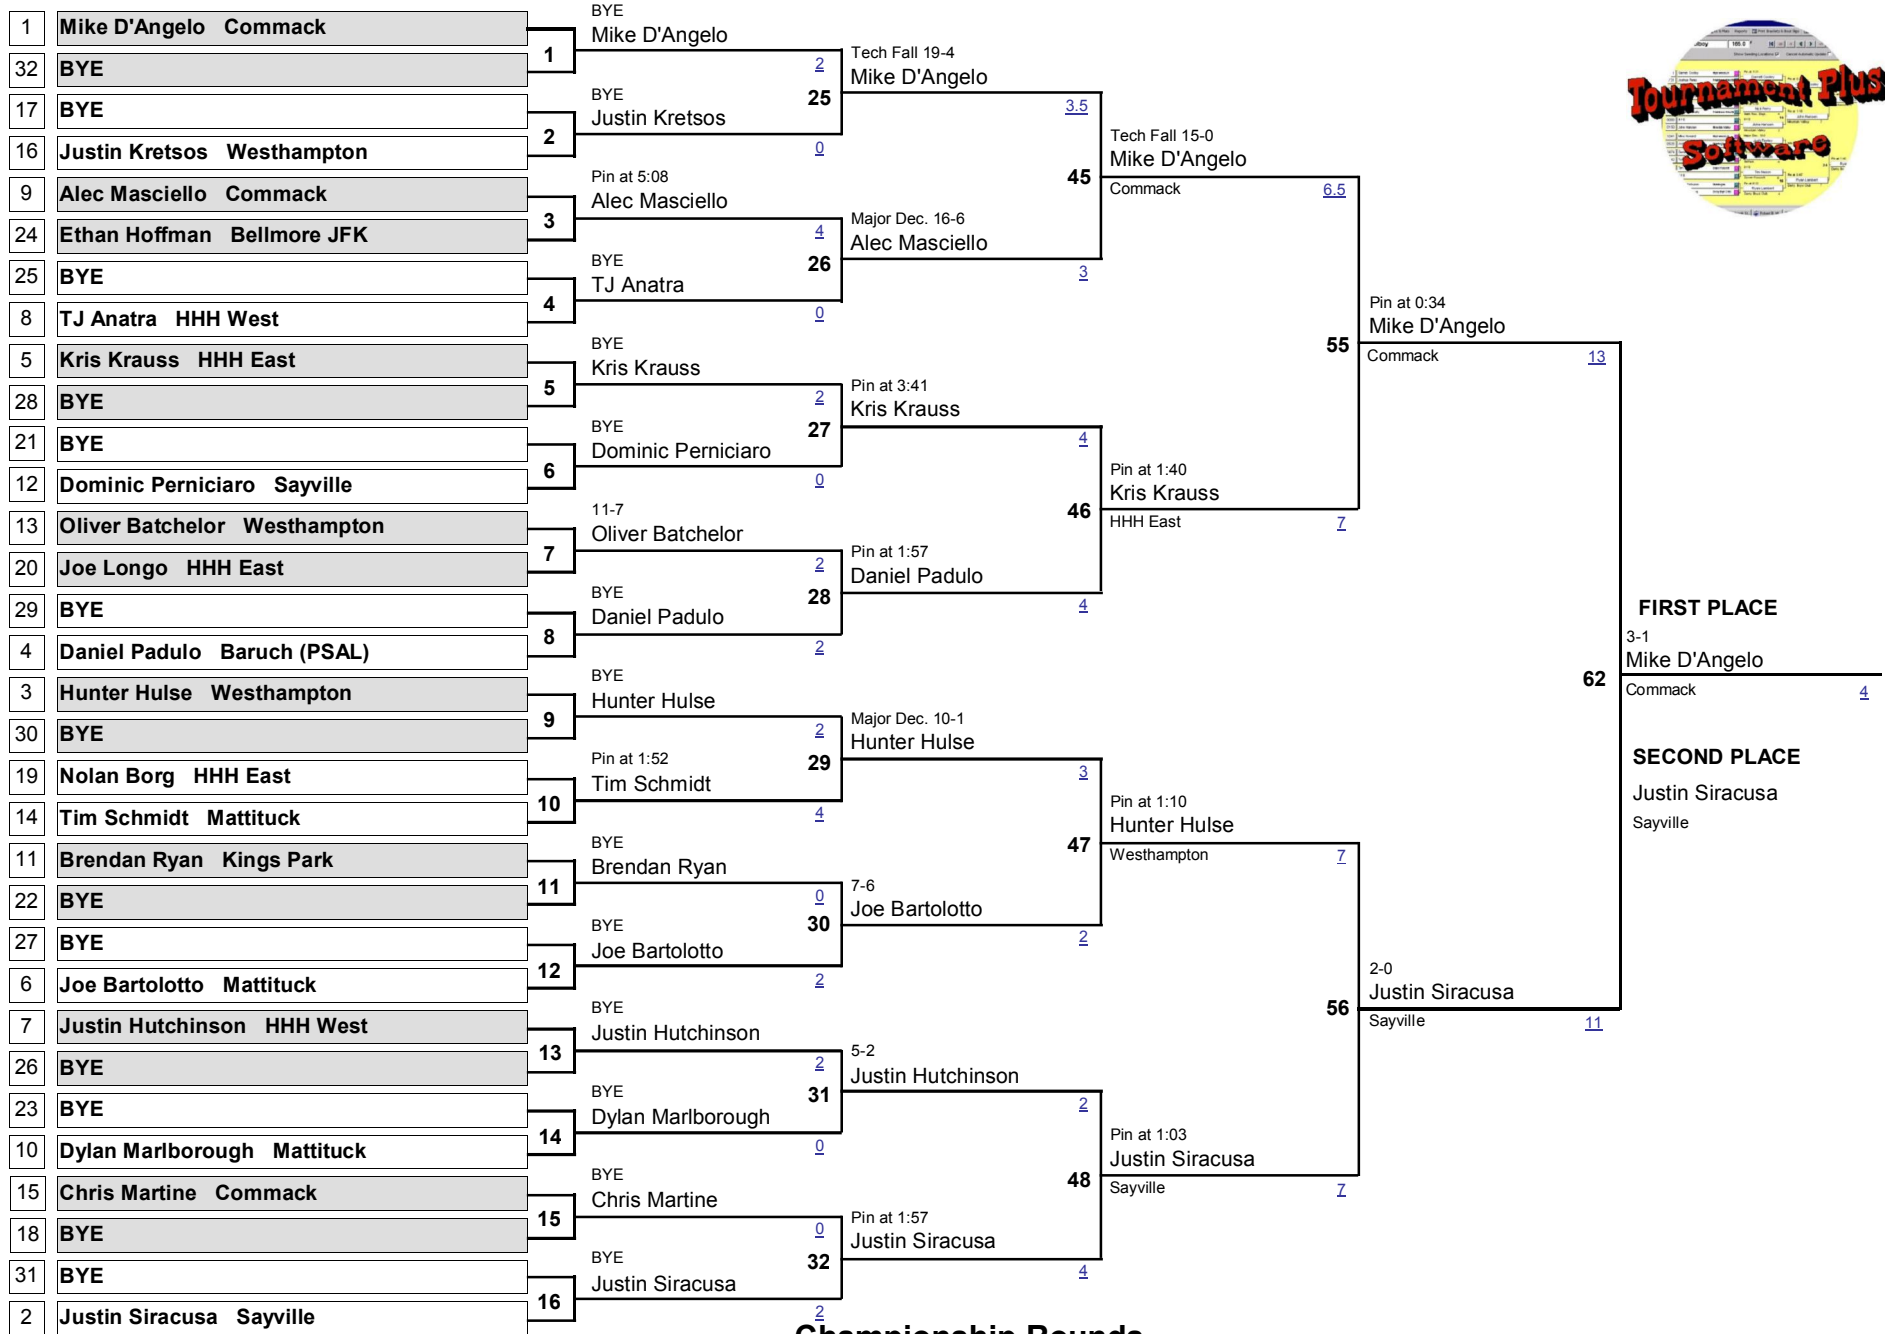 1 Mike D'Angelo Commack
32 BYE
17 BYE
16 Justin Kretsos Westhampton
9 Alec Masciello Commack
24 Ethan Hoffman Bellmore JFK
25 BYE
8 TJ Anatra HHH West
5 Kris Krauss HHH East
28 BYE
21 BYE
12 Dominic Perniciaro Sayville
13 Oliver Batchelor Westhampton
20 Joe Longo HHH East
29 BYE
4 Daniel Padulo Baruch (PSAL)
3 Hunter Hulse Westhampton
30 BYE
19 Nolan Borg HHH East
14 Tim Schmidt Mattituck
11 Brendan Ryan Kings Park
22 BYE
27 BYE
6 Joe Bartolotto Mattituck
7 Justin Hutchinson HHH West
26 BYE
23 BYE
10 Dylan Marlborough Mattituck
15 Chris Martine Commack
18 BYE
31 BYE
2 Justin Siracusa Sayville
BYE
1 Mike D'Angelo
2
BYE
2 Justin Kretsos
0
Pin at 5:08
3 Alec Masciello
4
BYE
4 TJ Anatra
0
BYE
5 Kris Krauss
2
BYE
6 Dominic Perniciaro
0
11-7
7 Oliver Batchelor
2
BYE
8 Daniel Padulo
2
BYE
9 Hunter Hulse
2
Pin at 1:52
10 Tim Schmidt
4
BYE
11 Brendan Ryan
0
BYE
12 Joe Bartolotto
2
BYE
13 Justin Hutchinson
2
BYE
14 Dylan Marlborough
0
BYE
15 Chris Martine
0
BYE
16 Justin Siracusa
2
Tech Fall 19-4
25 Mike D'Angelo
3.5
Major Dec. 16-6
26 Alec Masciello
3
Pin at 3:41
27 Kris Krauss
4
Pin at 1:57
28 Daniel Padulo
4
Major Dec. 10-1
29 Hunter Hulse
3
7-6
30 Joe Bartolotto
2
5-2
31 Justin Hutchinson
2
Pin at 1:57
32 Justin Siracusa
4
Tech Fall 15-0
45 Mike D'Angelo
Commack 6.5
Pin at 1:40
46 Kris Krauss
HHH East 7
Pin at 1:10
47 Hunter Hulse
Westhampton 7
Pin at 1:03
48 Justin Siracusa
Sayville 7
Pin at 0:34
55 Mike D'Angelo
Commack 13
2-0
56 Justin Siracusa
Sayville 11
FIRST PLACE
3-1
62 Mike D'Angelo
Commack 4
SECOND PLACE
Justin Siracusa
Sayville
Tournament Plus
Software
Championship Rounds